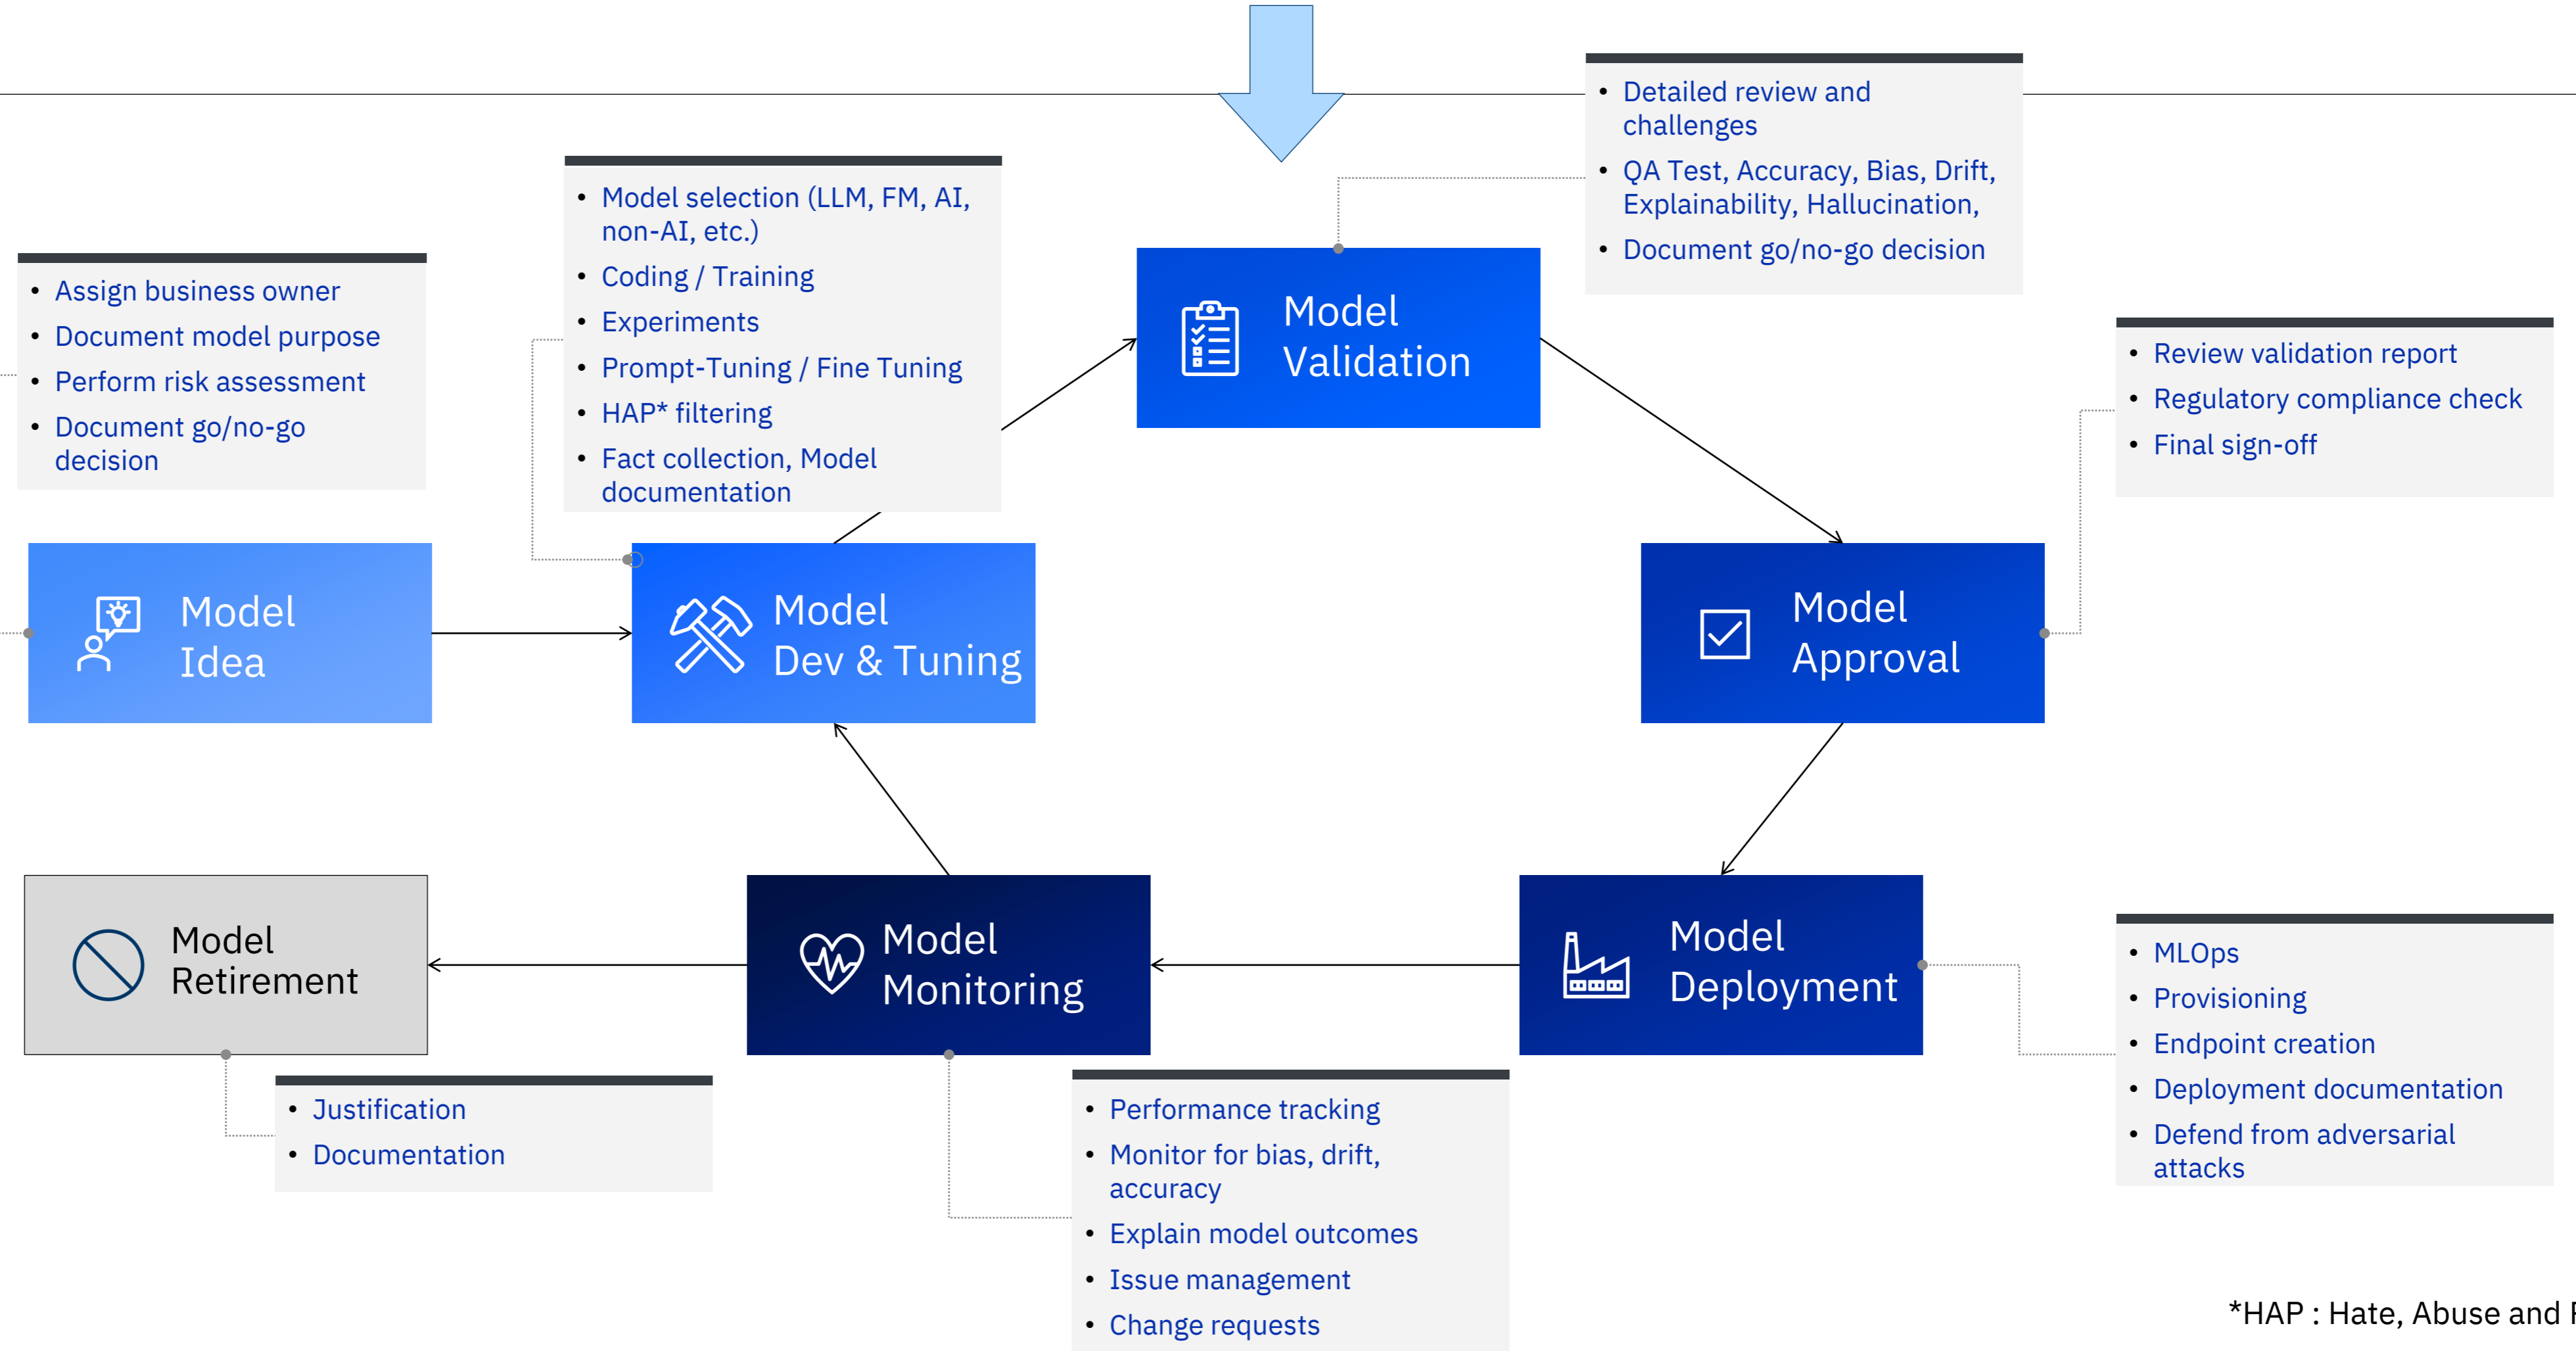 • Detailed review and
challenges
• QA Test, Accuracy, Bias, Drift,
Explainability, Hallucination,
• Document go/no-go decision
• Model selection (LLM, FM, AI,
non-AI, etc.)
• Coding / Training
• Experiments
• Prompt-Tuning / Fine Tuning
• HAP* filtering
• Fact collection, Model
documentation
• Assign business owner
• Document model purpose
• Perform risk assessment
• Document go/no-go
decision
Model
Validation
• Review validation report
• Regulatory compliance check
• Final sign-off
Model
Idea
Model
Dev & Tuning
Model
Approval
Model
Retirement
Model
Monitoring
Model
Deployment
• MLOps
• Provisioning
• Endpoint creation
• Deployment documentation
• Defend from adversarial
attacks
• Justification
• Documentation
• Performance tracking
• Monitor for bias, drift,
accuracy
• Explain model outcomes
• Issue management
• Change requests
*HAP : Hate, Abuse and